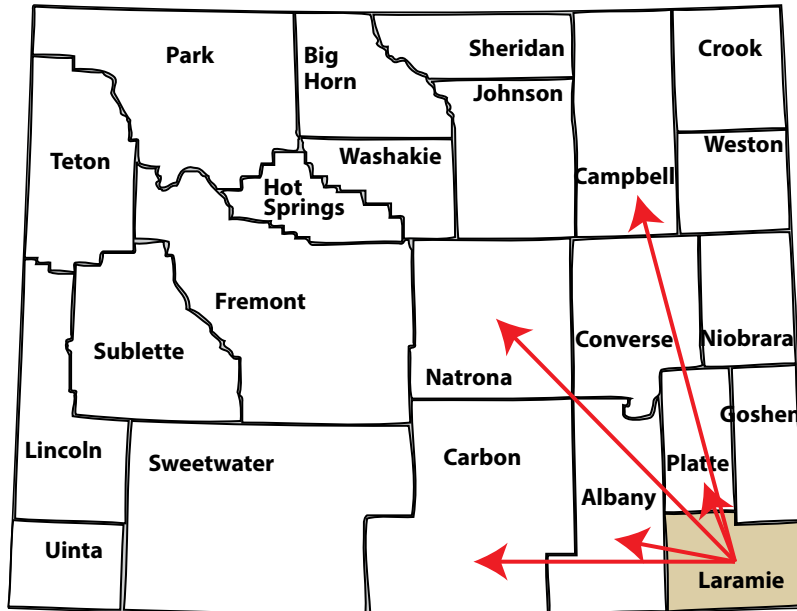 Park
Big
Horn
Sheridan
Crook
Johnson
Teton
Washakie
Weston
Hot
Springs
Campbell
Fremont
Sublette
Converse
Niobrara
Natrona
Goshen
Lincoln
Sweetwater
Carbon
Platte
Albany
Uinta
Laramie